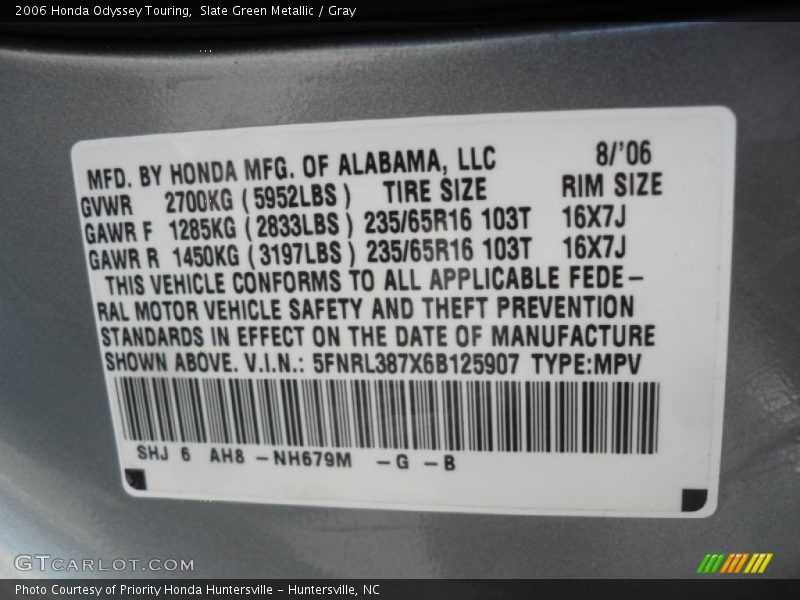 2006 Honda Odyssey Touring,  Slate Green Metallic / Gray
MFD. BY HONDA MFG. OF ALABAMA, LLC 8/'06
GVWR 2700KG (5952LBS) TIRE SIZE RIM SIZE
GAWR F 1285KG (2833LBS) 235/65R16 103T 16X7J
GAWR R 1450KG (3197LBS) 235/65R16 103T 16X7J
THIS VEHICLE CONFORMS TO ALL APPLICABLE FEDE-
RAL MOTOR VEHICLE SAFETY AND THEFT PREVENTION
STANDARDS IN EFFECT ON THE DATE OF MANUFACTURE
SHOWN ABOVE. V.I.N.: 5FNRL387X6B125907 TYPE:MPV
SHJ 6 AH8 -NH679M -G -B
GTCARLOT.COM
Photo Courtesy of Priority Honda Huntersville - Huntersville, NC